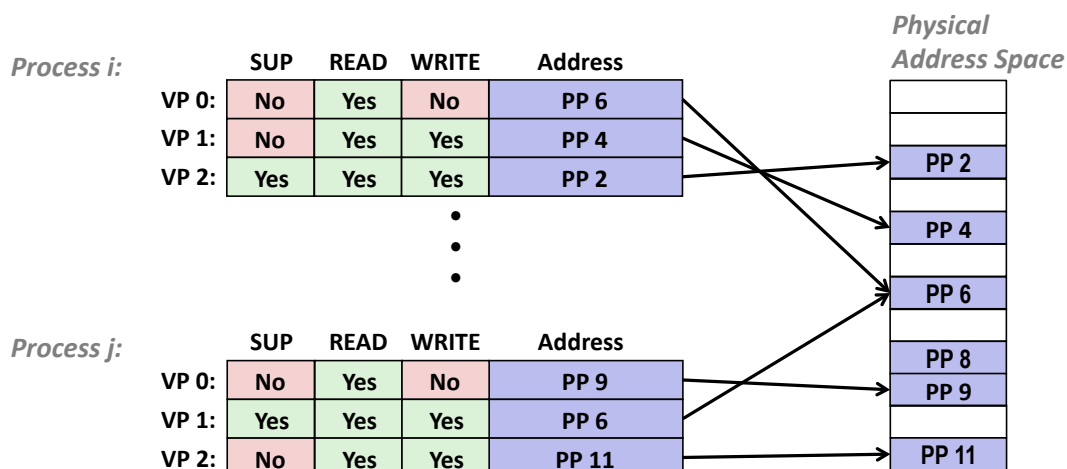 Physical
Address Space
Process i:
SUP READ WRITE Address
VP 0: No Yes No PP 6
VP 1: No Yes Yes PP 4
VP 2: Yes Yes Yes PP 2
PP 2
PP 4
PP 6
Process j:
SUP READ WRITE Address
VP 0: No Yes No PP 9
VP 1: Yes Yes Yes PP 6
VP 2: No Yes Yes PP 11
PP 8
PP 9
PP 11